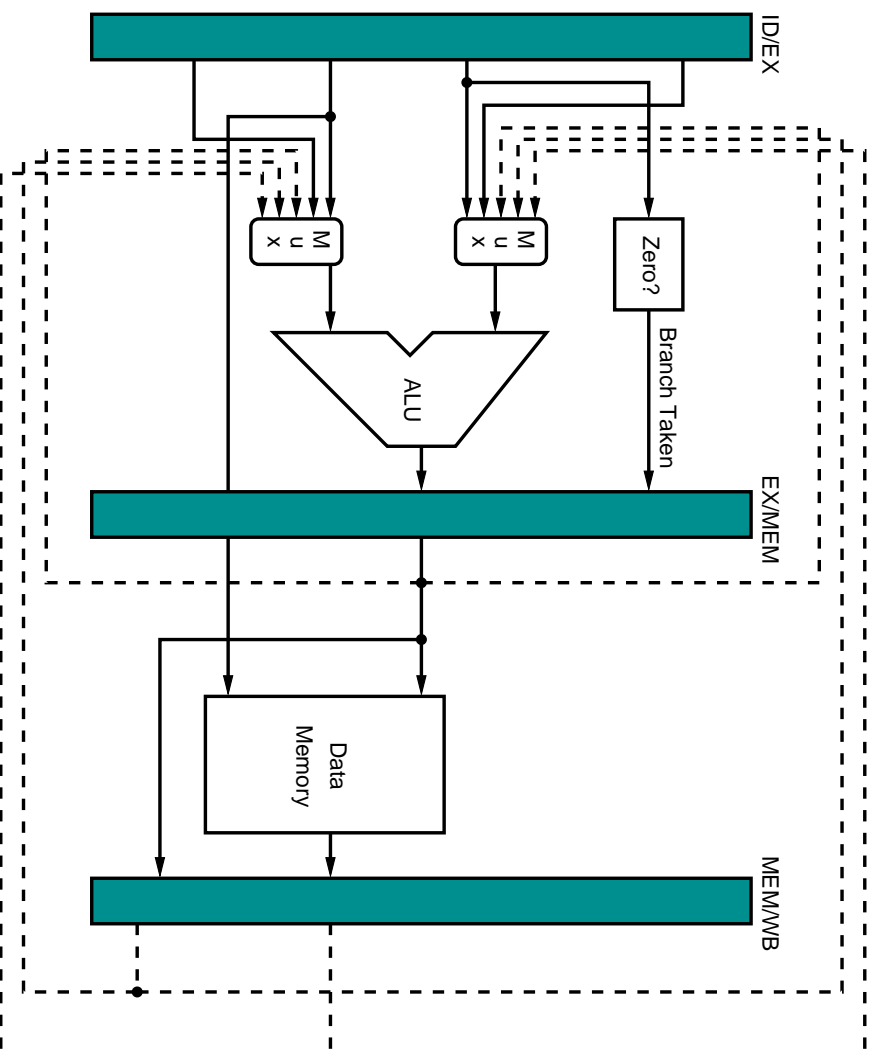 ID/EX
Zero?
Branch Taken
M
u
x
M
u
x
ALU
EX/MEM
Data
Memory
MEM/WB